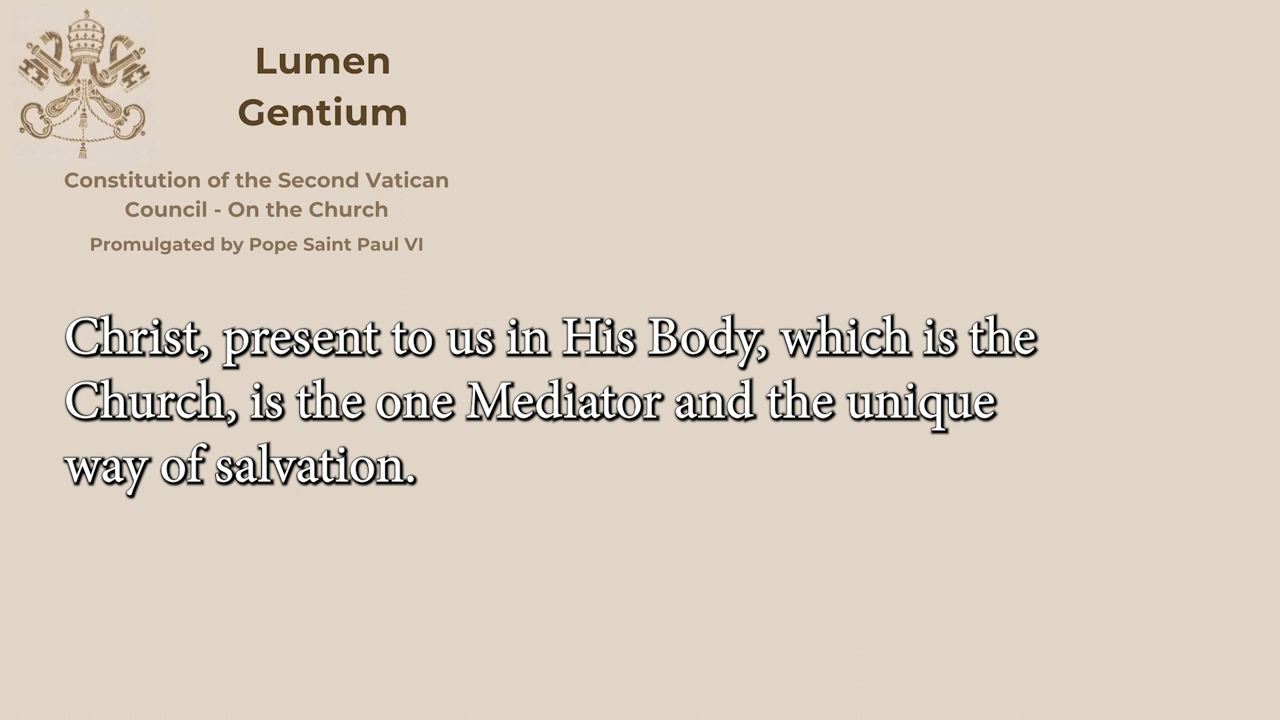 Lumen
Gentium
Constitution of the Second Vatican
Council - On the Church
Promulgated by Pope Saint Paul VI
Christ, present to us in His Body, which is the
Church, is the one Mediator and the unique
way of salvation.